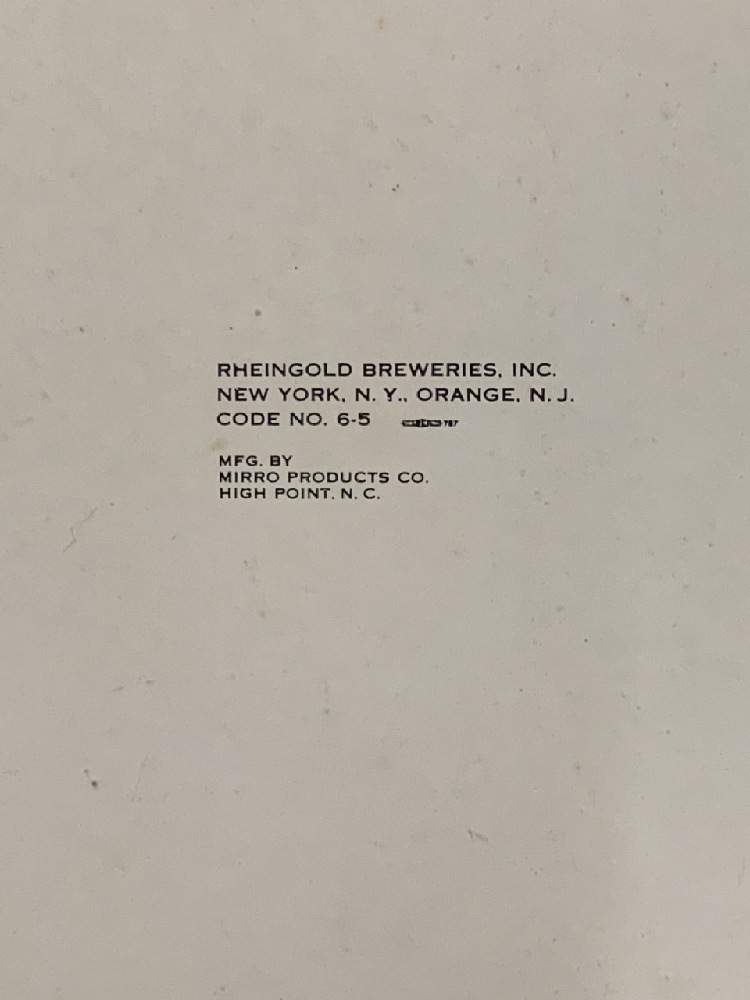 RHEINGOLD BREWERIES, INC.
NEW YORK, N. Y., ORANGE, N. J.
CODE NO. 6-5
MFG. BY
MIRRO PRODUCTS CO.
HIGH POINT, N. C.